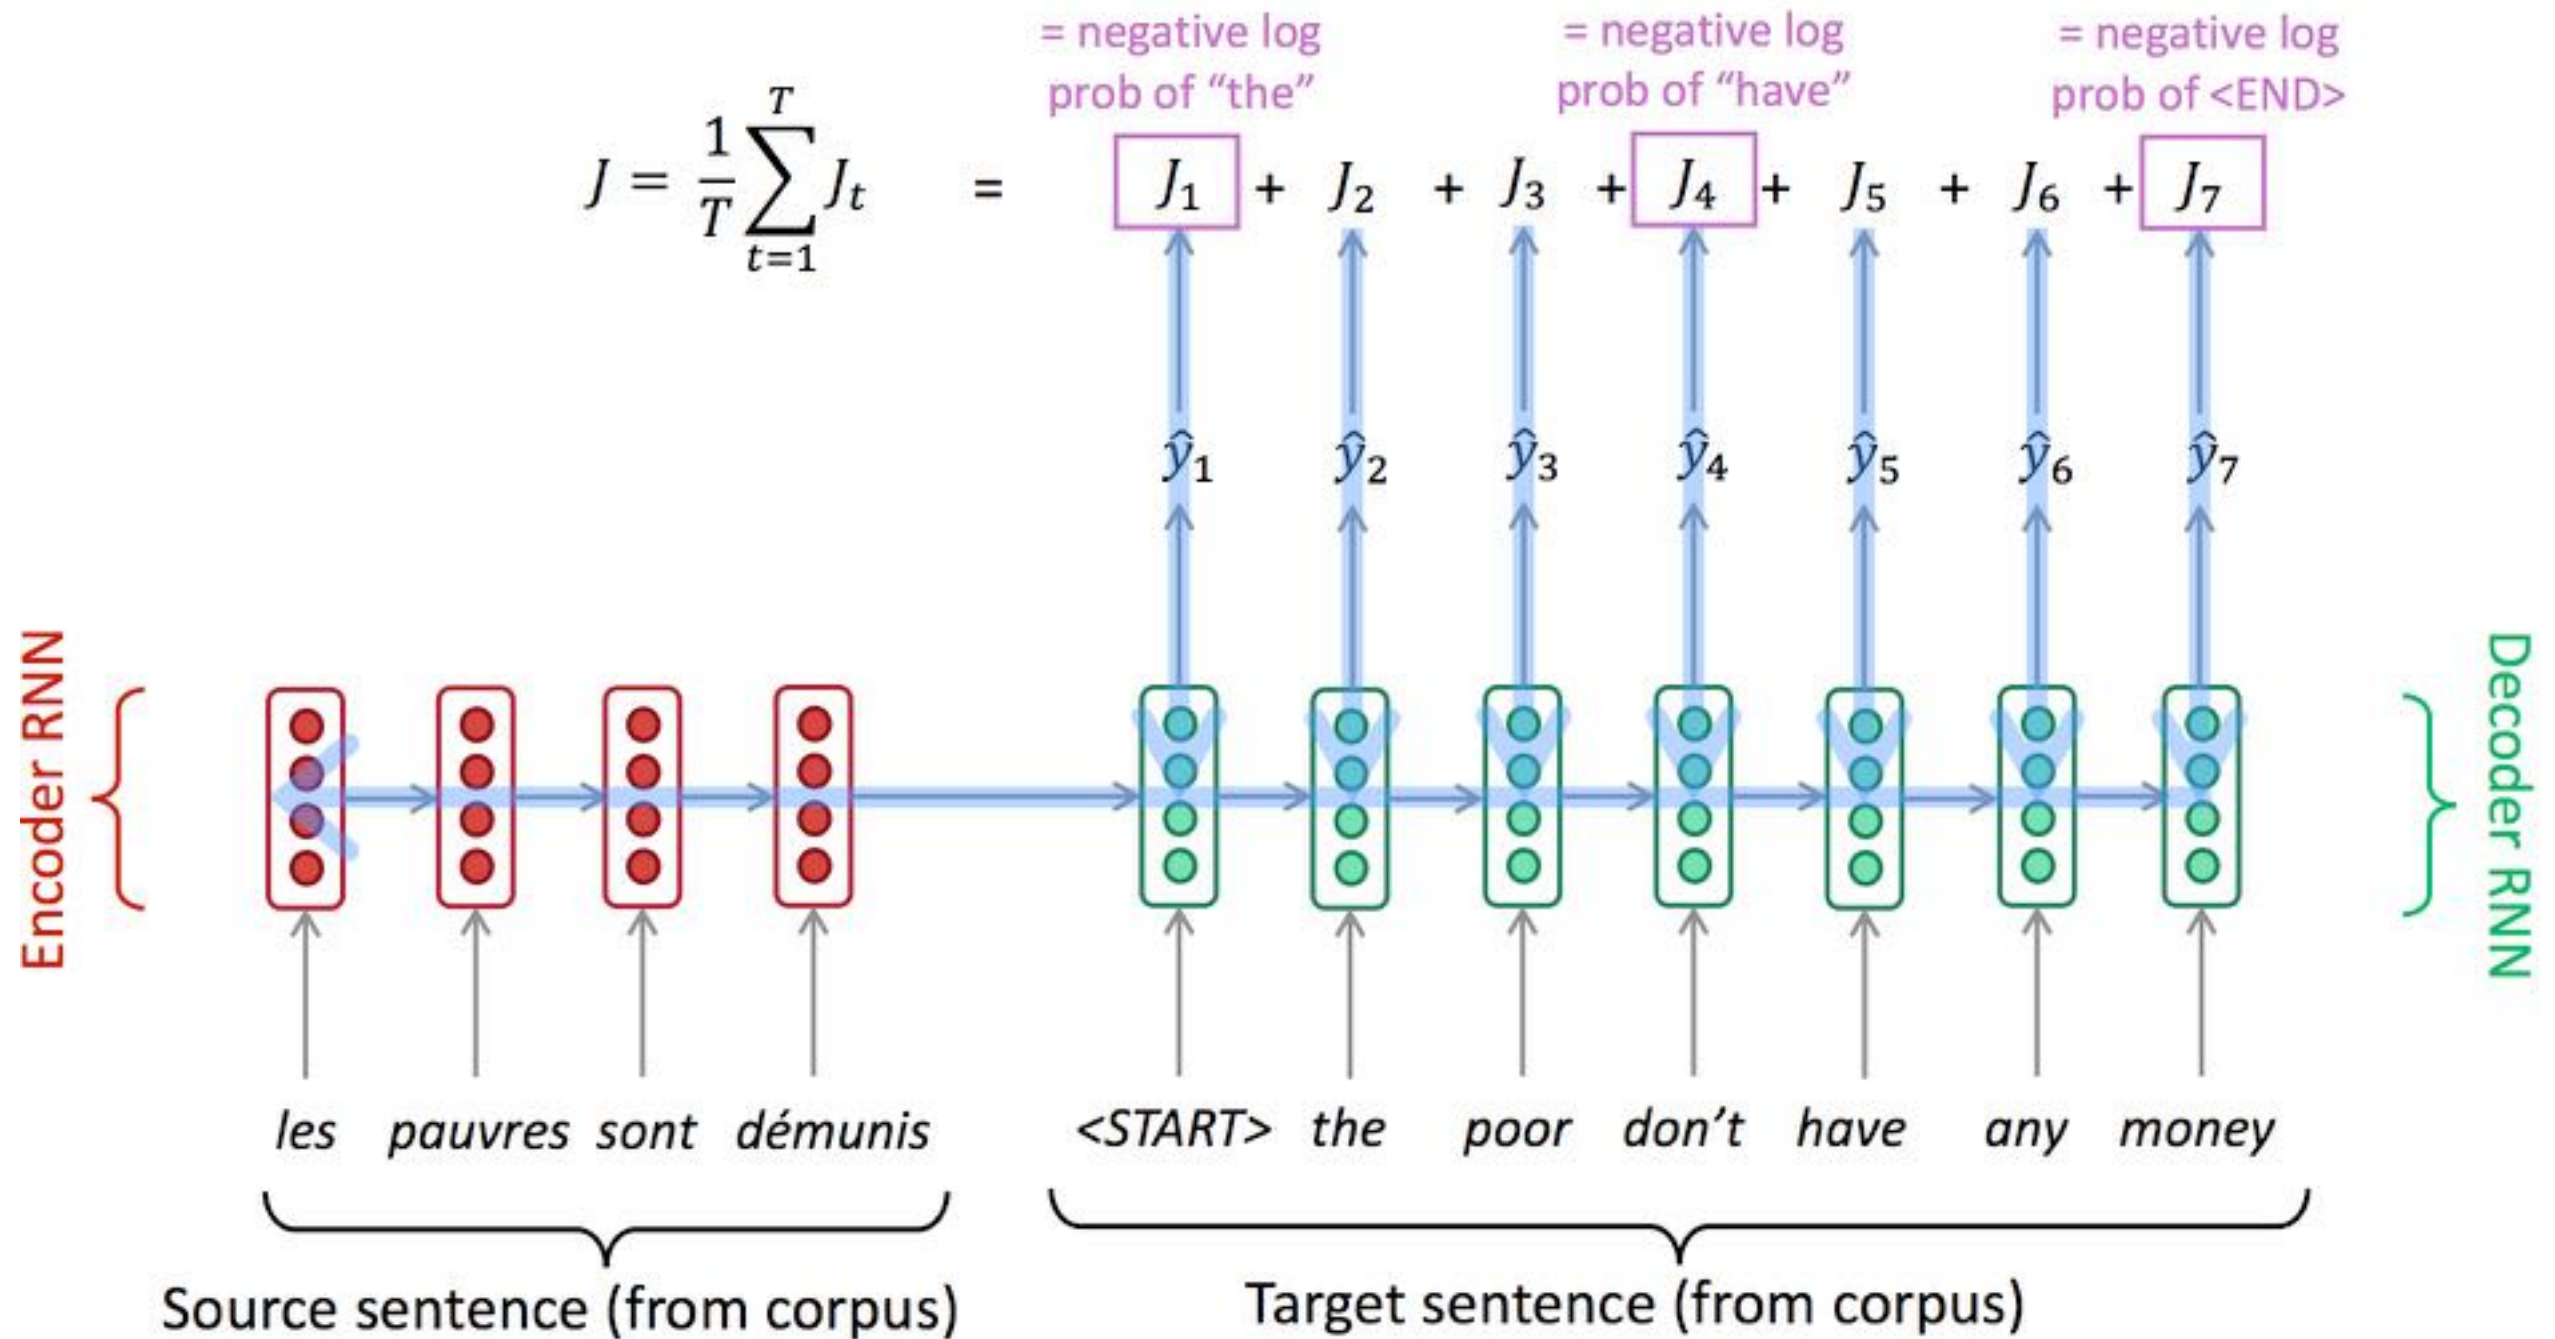 = negative log
prob of “the”
= negative log
prob of “have”
= negative log
prob of <END>
J = 1/T ∑_{t=1}^{T} J_t = J₁ + J₂ + J₃ + J₄ + J₅ + J₆ + J₇
ŷ₁ ŷ₂ ŷ₃ ŷ₄ ŷ₅ ŷ₆ ŷ₇
Encoder RNN
Decoder RNN
les pauvres sont démunis <START> the poor don’t have any money
Source sentence (from corpus)
Target sentence (from corpus)